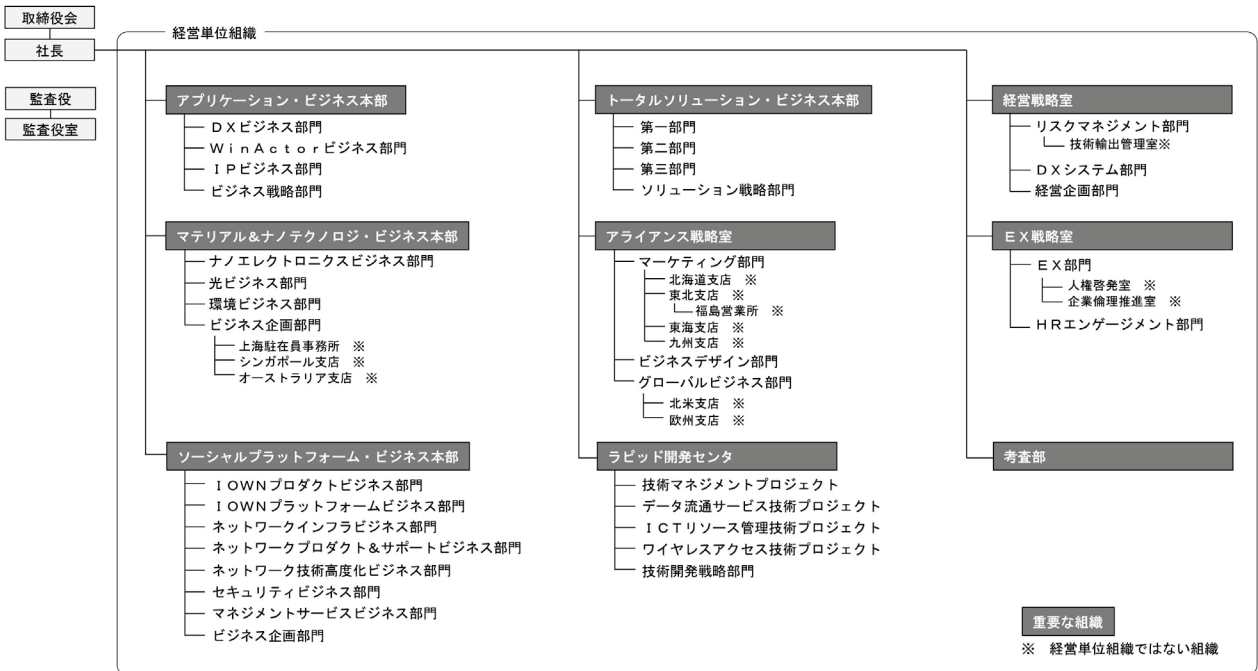 取締役会
社長
監査役
監査役室
経営単位組織
アプリケーション・ビジネス本部
ＤＸビジネス部門
ＷｉｎＡｃｔｏｒビジネス部門
ＩＰビジネス部門
ビジネス戦略部門
マテリアル＆ナノテクノロジ・ビジネス本部
ナノエレクトロニクスビジネス部門
光ビジネス部門
環境ビジネス部門
ビジネス企画部門
上海駐在員事務所　※
シンガポール支店　※
オーストラリア支店　※
ソーシャルプラットフォーム・ビジネス本部
ＩＯＷＮプロダクトビジネス部門
ＩＯＷＮプラットフォームビジネス部門
ネットワークインフラビジネス部門
ネットワークプロダクト＆サポートビジネス部門
ネットワーク技術高度化ビジネス部門
セキュリティビジネス部門
マネジメントサービスビジネス部門
ビジネス企画部門
トータルソリューション・ビジネス本部
第一部門
第二部門
第三部門
ソリューション戦略部門
アライアンス戦略室
マーケティング部門
北海道支店　※
東北支店　※
福島営業所　※
東海支店　※
九州支店　※
ビジネスデザイン部門
グローバルビジネス部門
北米支店　※
欧州支店　※
ラピッド開発センタ
技術マネジメントプロジェクト
データ流通サービス技術プロジェクト
ＩＣＴリソース管理技術プロジェクト
ワイヤレスアクセス技術プロジェクト
技術開発戦略部門
経営戦略室
リスクマネジメント部門
技術輸出管理室※
ＤＸシステム部門
経営企画部門
ＥＸ戦略室
ＥＸ部門
人権啓発室　※
企業倫理推進室　※
ＨＲエンゲージメント部門
考査部
重要な組織
※　経営単位組織ではない組織